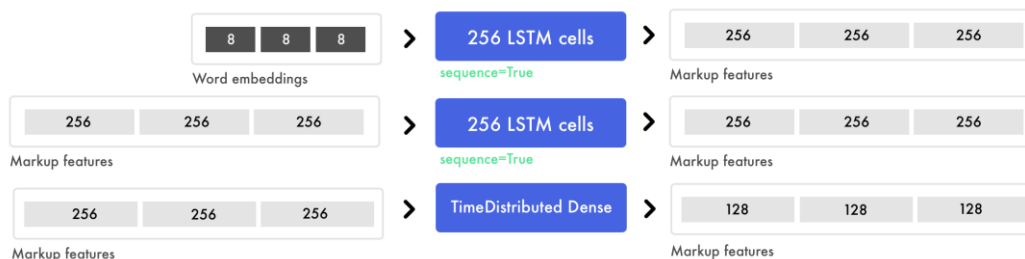 8 8 8 256 LSTM cells 256 256 256
Word embeddings sequence=True Markup features
256 256 256 256 LSTM cells 256 256 256
Markup features sequence=True Markup features
256 256 256 TimeDistributed Dense 128 128 128
Markup features Markup features